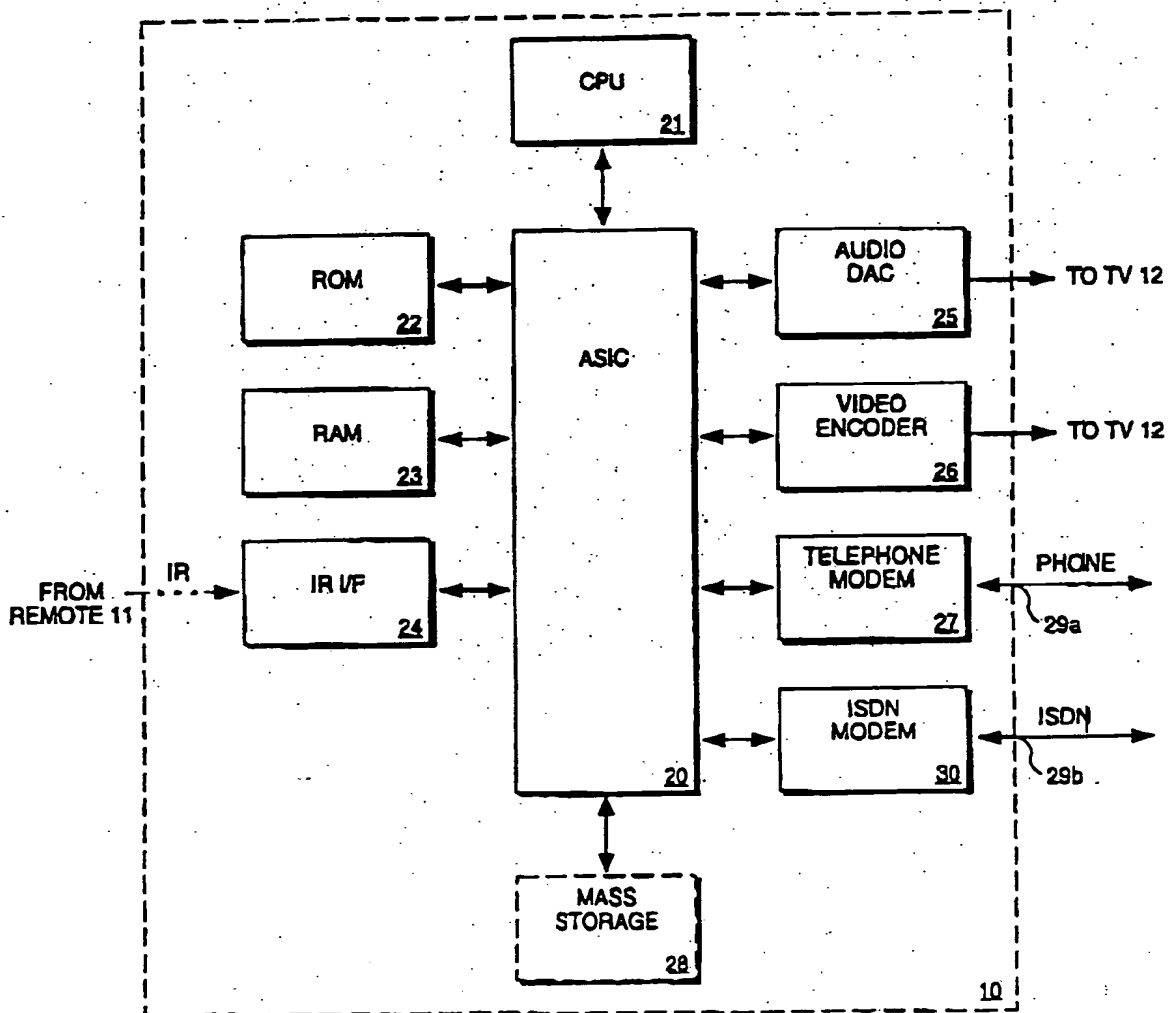 CPU
21
ROM
22
ASIC
20
AUDIO
DAC
25
TO TV 12
RAM
23
VIDEO
ENCODER
26
TO TV 12
FROM
REMOTE 11
IR
IR I/F
24
TELEPHONE
MODEM
27
PHONE
29a
ISDN
MODEM
30
ISDN
29b
MASS
STORAGE
28
10